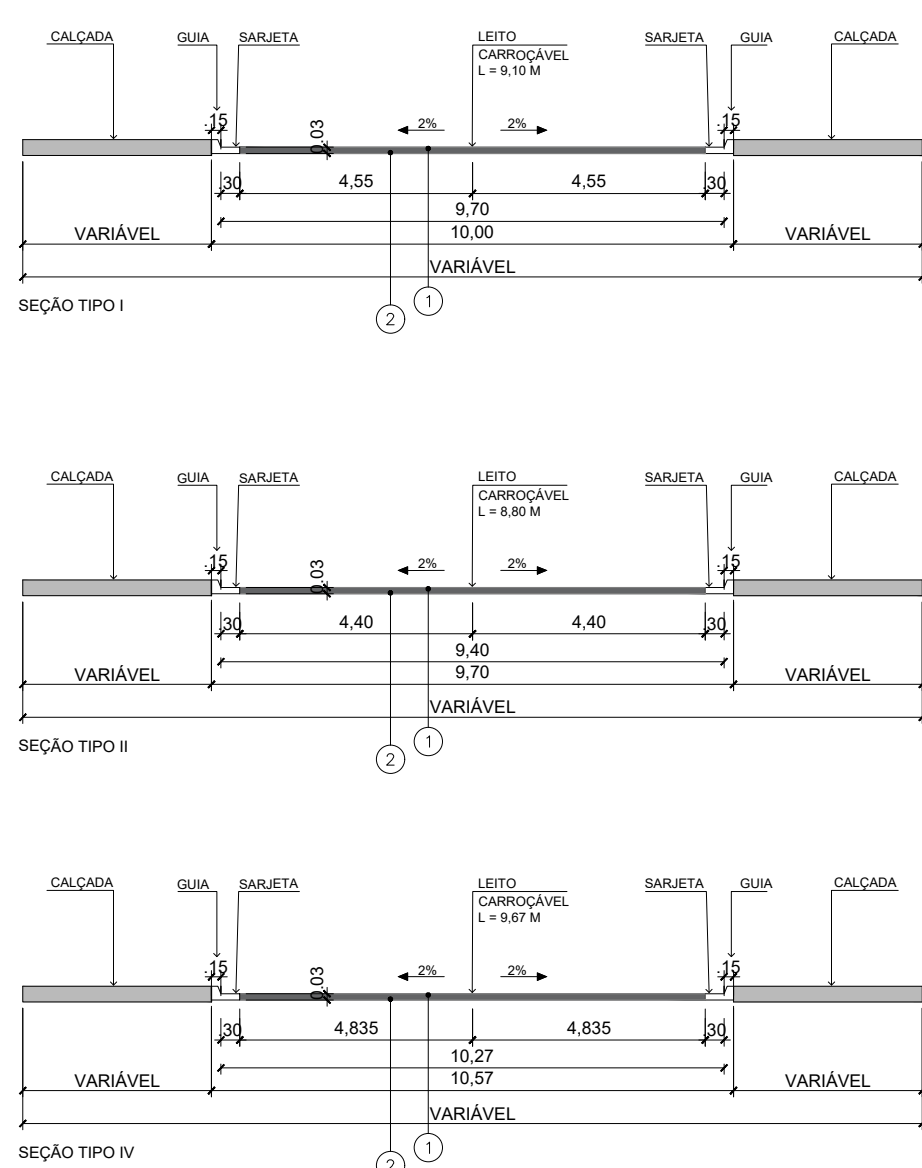 CALÇADA GUIA SARJETA LEITO SARJETA GUIA CALÇADA
CARROÇÁVEL
L = 9,10 M
.15 0.03 2% 2% .15
.30 4,55 4,55 .30
9,70
VARIÁVEL 10,00 VARIÁVEL
VARIÁVEL
SEÇÃO TIPO I
2 1
CALÇADA GUIA SARJETA LEITO SARJETA GUIA CALÇADA
CARROÇÁVEL
L = 8,80 M
.15 0.03 2% 2% .15
.30 4,40 4,40 .30
9,40
VARIÁVEL 9,70 VARIÁVEL
VARIÁVEL
SEÇÃO TIPO II
2 1
CALÇADA GUIA SARJETA LEITO SARJETA GUIA CALÇADA
CARROÇÁVEL
L = 9,67 M
.15 0.03 2% 2% .15
.30 4,835 4,835 .30
10,27
VARIÁVEL 10,57 VARIÁVEL
VARIÁVEL
SEÇÃO TIPO IV
2 1